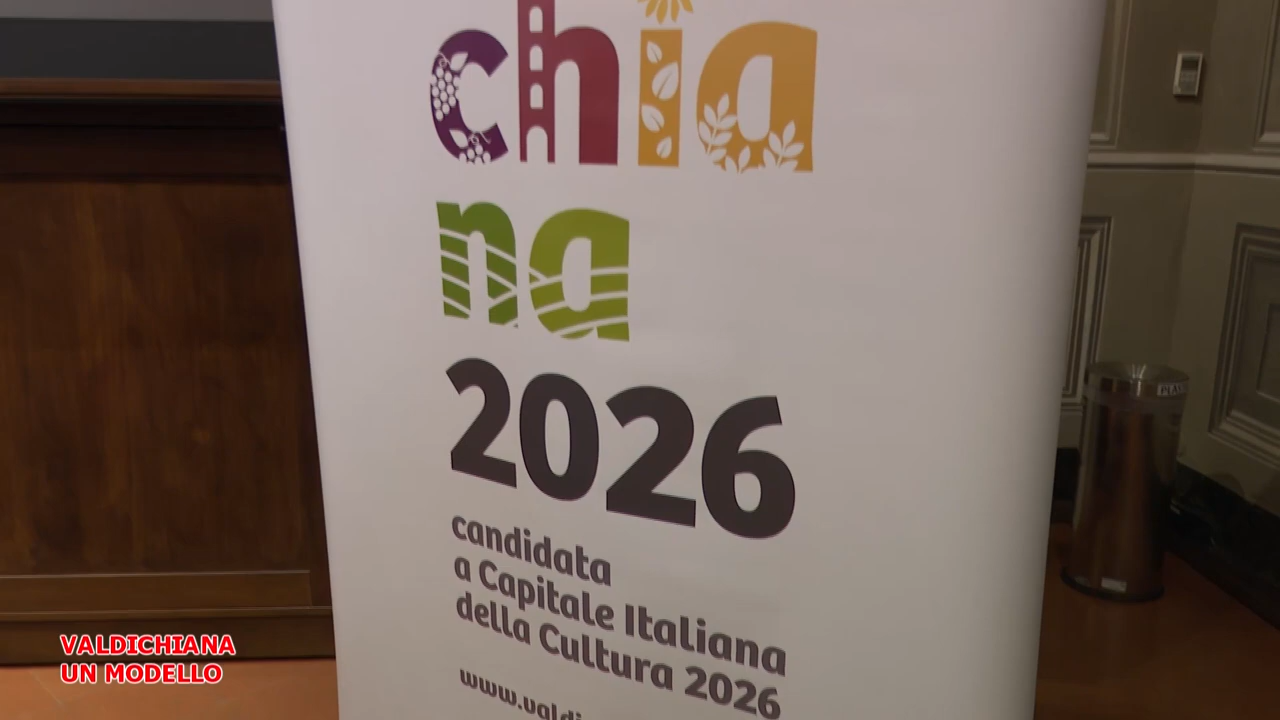 chia
na
2026
candidata
a Capitale Italiana
della Cultura 2026
VALDICHIANA
UN MODELLO